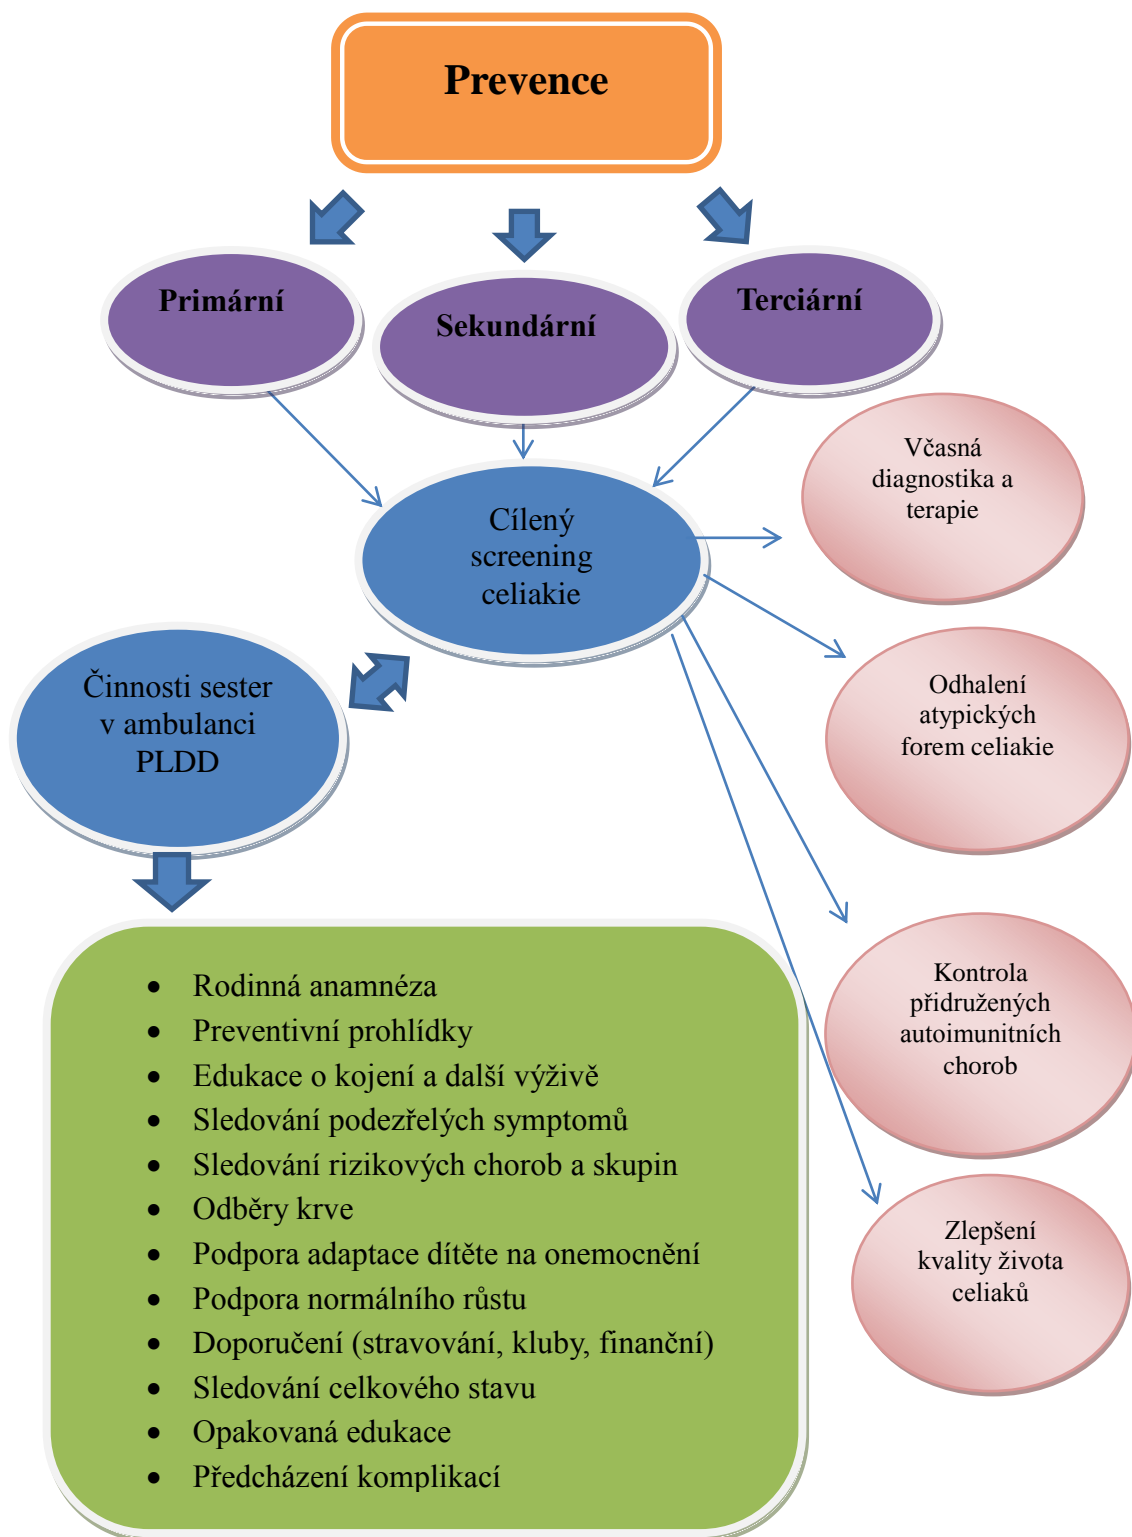 Prevence
Primární
Sekundární
Terciární
Včasná
diagnostika a
terapie
Cílený
screening
celiakie
Odhalení
atypických
forem celiakie
Činnosti sester
v ambulanci
PLDD
Kontrola
přidružených
autoimunitních
chorob
Zlepšení
kvality života
celiaků
• Rodinná anamnéza
• Preventivní prohlídky
• Edukace o kojení a další výživě
• Sledování podezřelých symptomů
• Sledování rizikových chorob a skupin
• Odběry krve
• Podpora adaptace dítěte na onemocnění
• Podpora normálního růstu
• Doporučení (stravování, kluby, finanční)
• Sledování celkového stavu
• Opakovaná edukace
• Předcházení komplikací